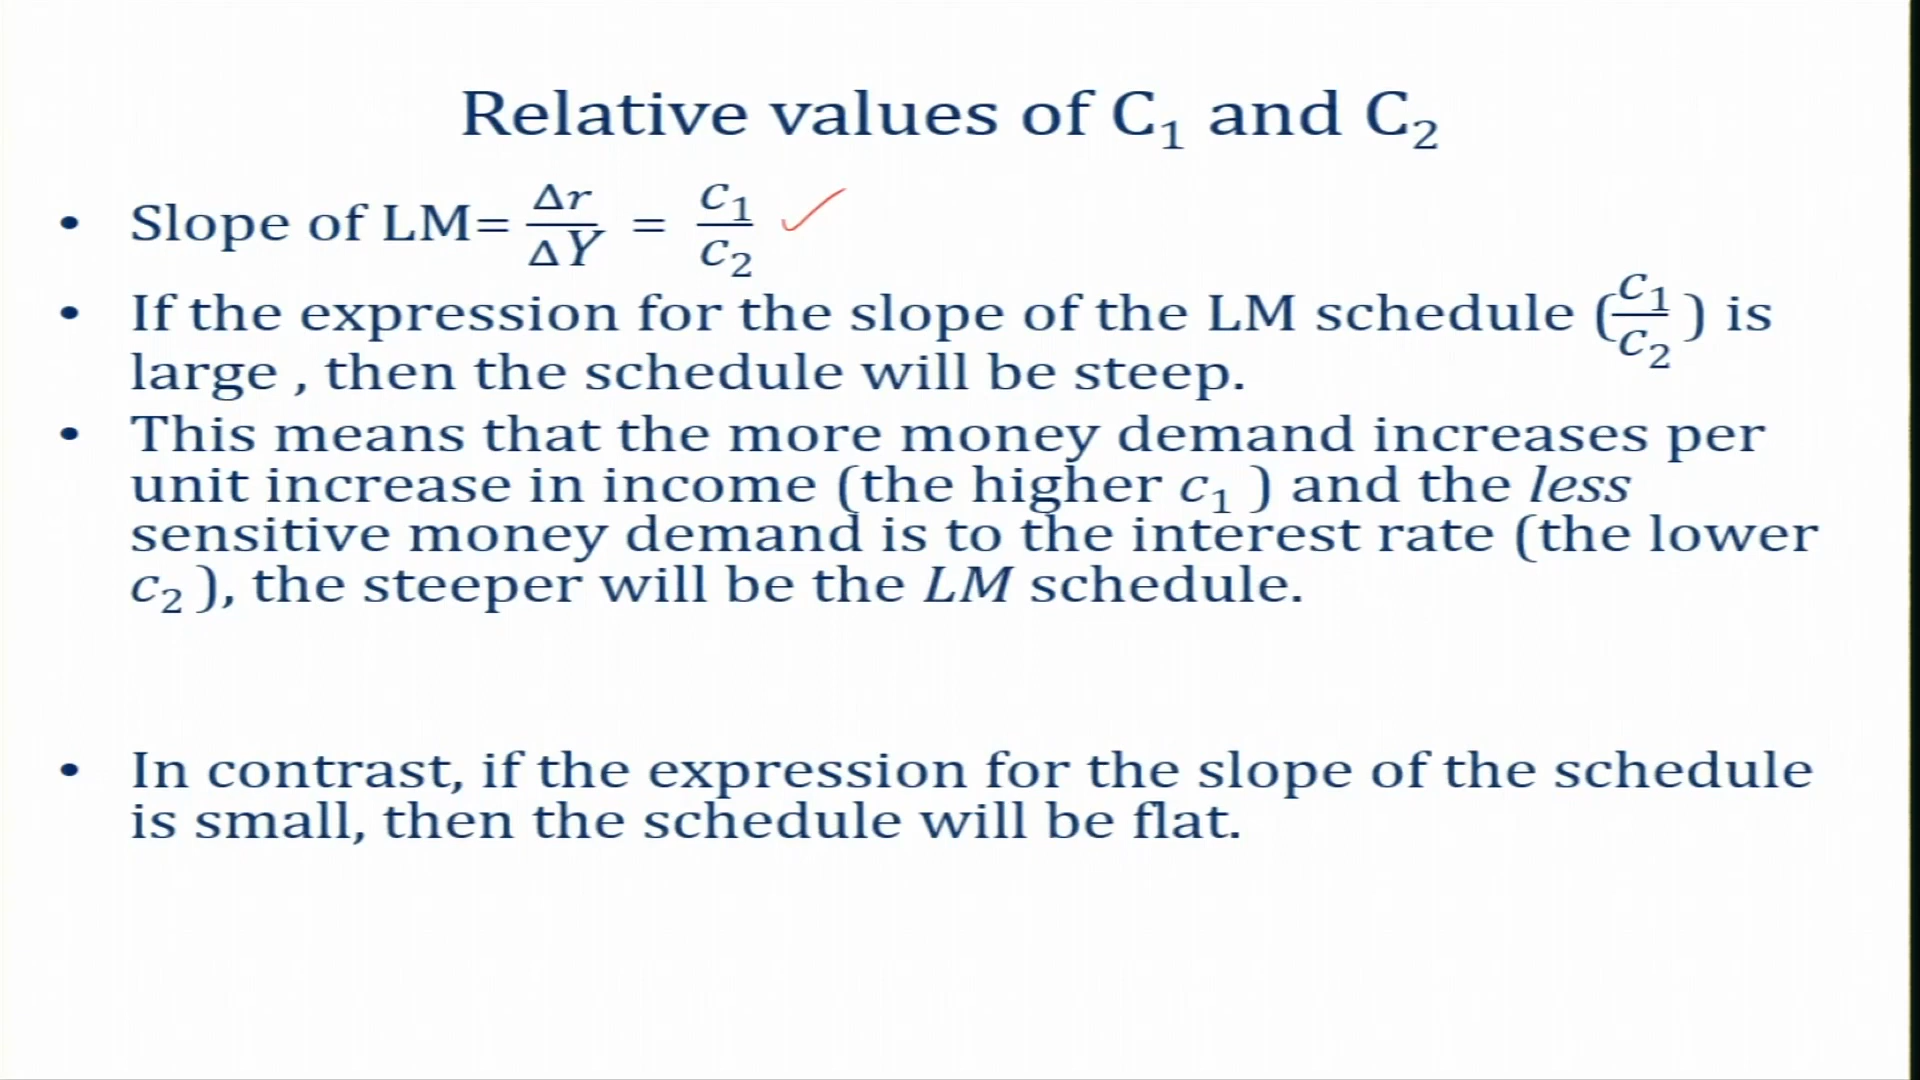 Relative values of C₁ and C₂
• Slope of LM= Δr/ΔY = c₁/c₂
• If the expression for the slope of the LM schedule (c₁/c₂) is
large , then the schedule will be steep.
• This means that the more money demand increases per
unit increase in income (the higher c₁ ) and the less
sensitive money demand is to the interest rate (the lower
c₂ ), the steeper will be the LM schedule.
• In contrast, if the expression for the slope of the schedule
is small, then the schedule will be flat.